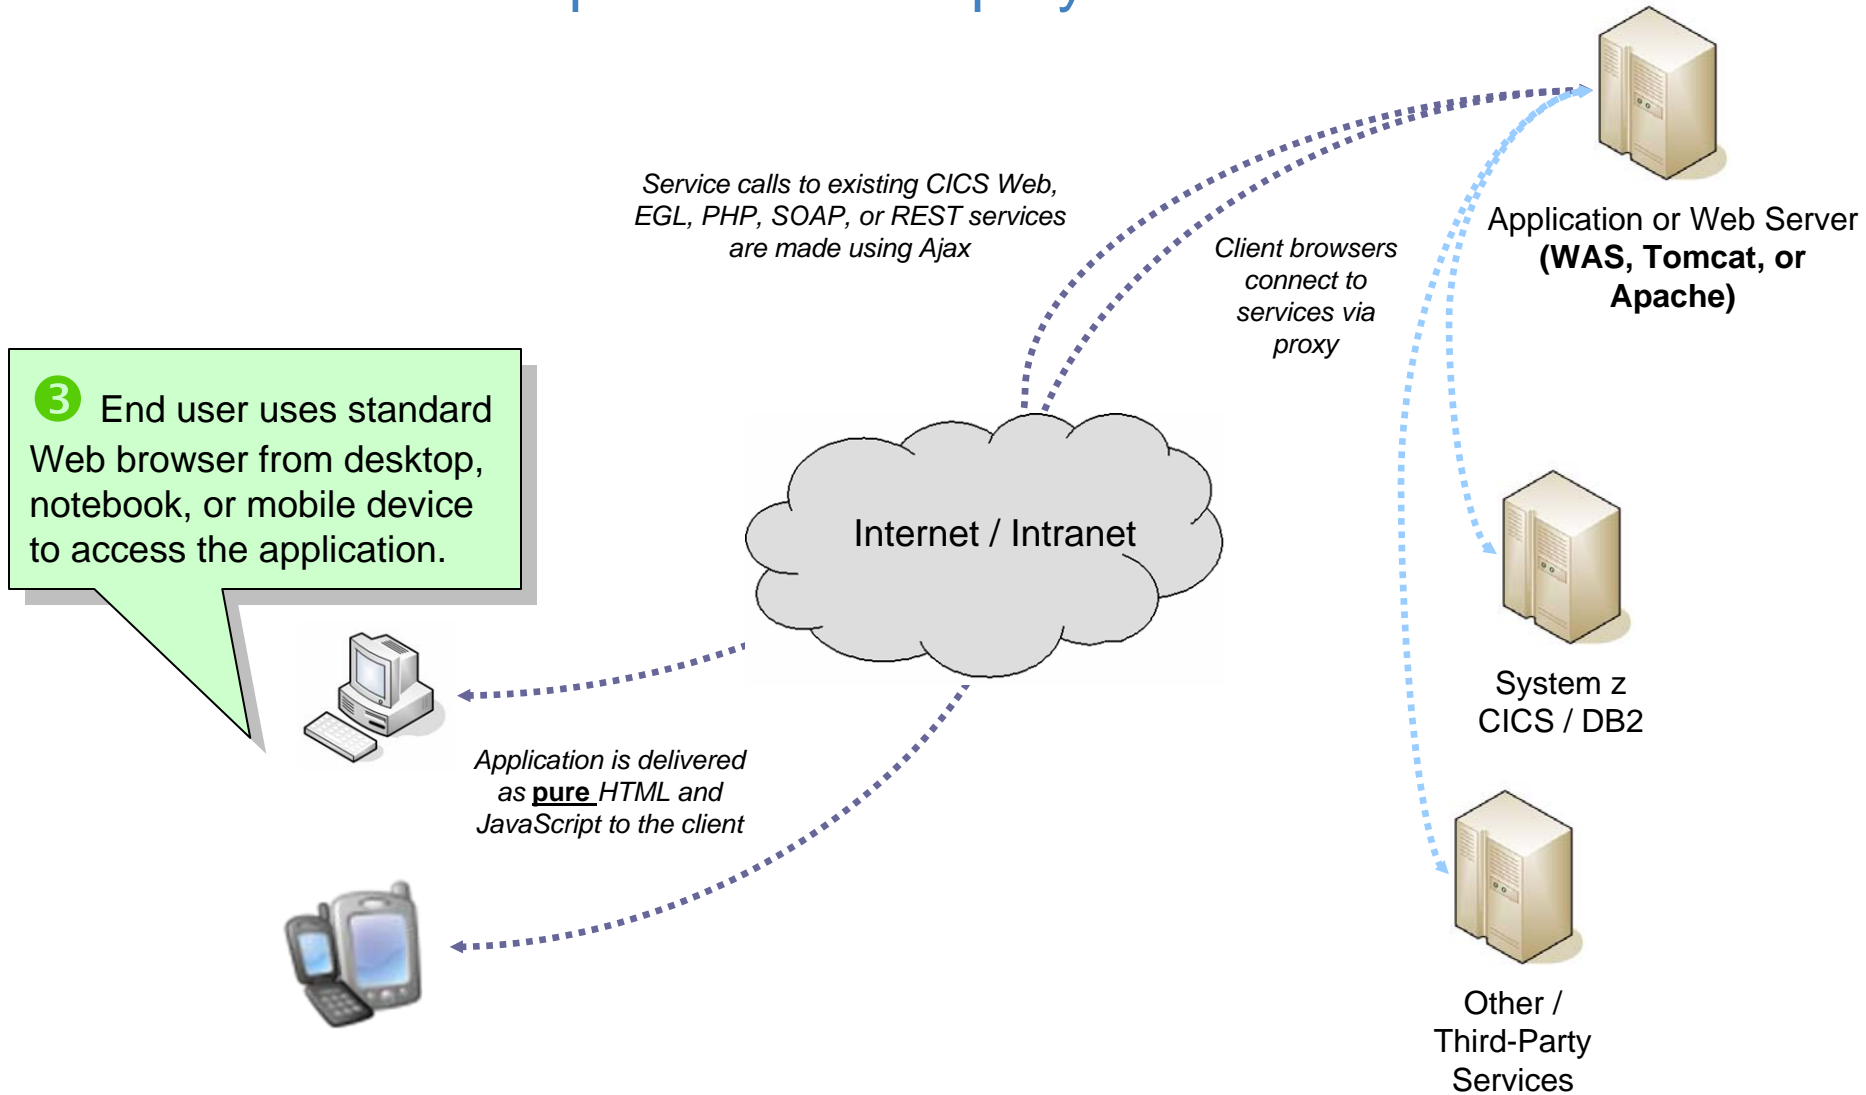 Service calls to existing CICS Web,
EGL, PHP, SOAP, or REST services
are made using Ajax
Client browsers
connect to
services via
proxy
Application or Web Server
(WAS, Tomcat, or
Apache)
3 End user uses standard
Web browser from desktop,
notebook, or mobile device
to access the application.
Internet / Intranet
System z
CICS / DB2
Application is delivered
as pure HTML and
JavaScript to the client
Other /
Third-Party
Services